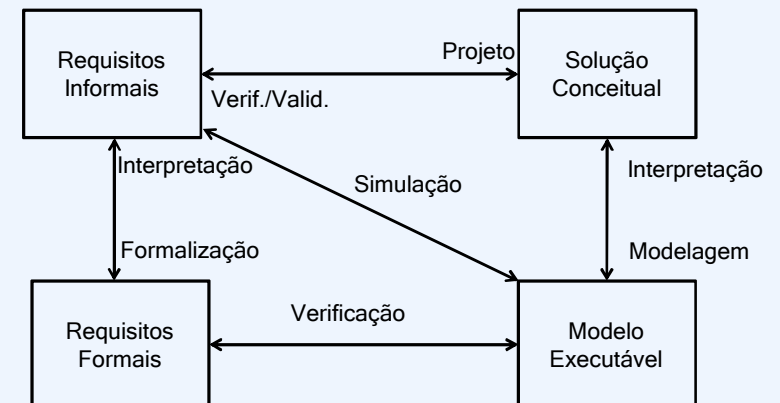 Requisitos
Informais
Projeto
Verif./Valid.
Solução
Conceitual
Interpretação
Simulação
Interpretação
Formalização
Modelagem
Requisitos
Formais
Verificação
Modelo
Executável